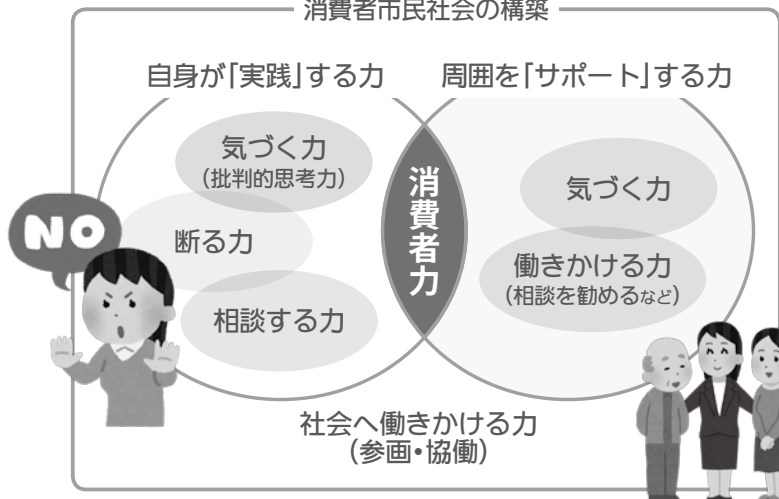 消費者市民社会の構築
自身が「実践」する力
周囲を「サポート」する力
気づく力
(批判的思考力)
断る力
相談する力
消費者力
気づく力
働きかける力
(相談を勧めるなど)
NO
社会へ働きかける力
(参画・協働)